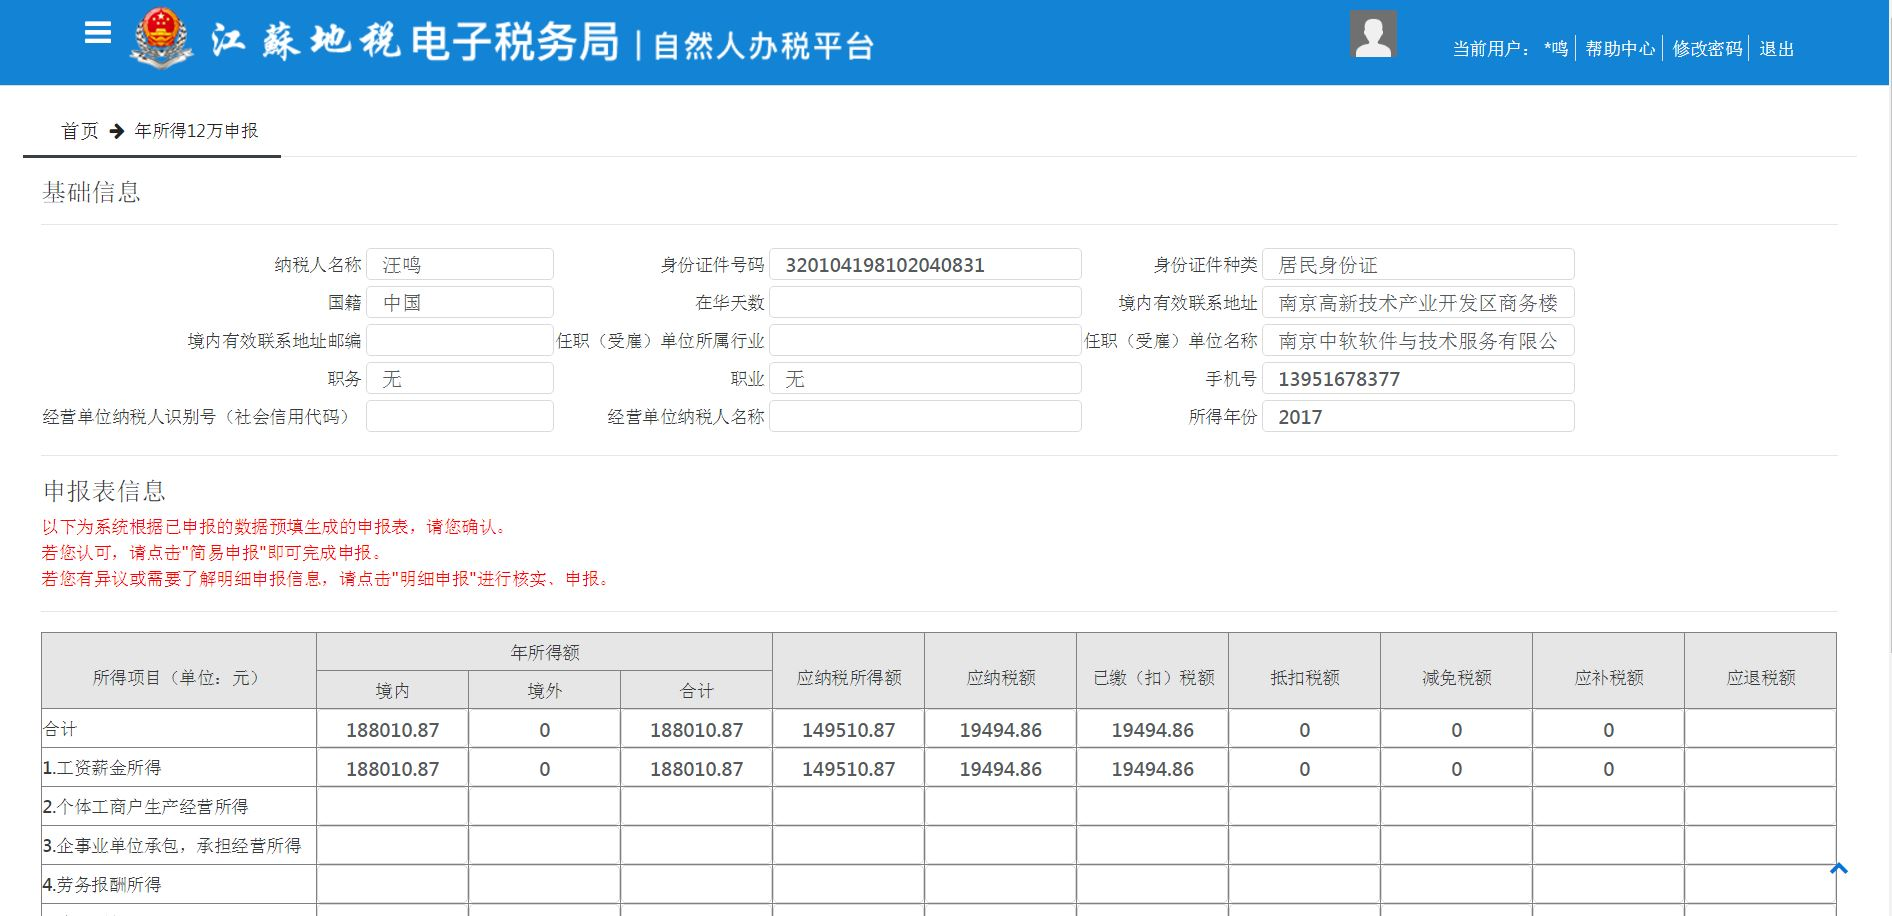 江蘇地税电子税务局 | 自然人办税平台
当前用户： *鸣 | 帮助中心 | 修改密码 | 退出
首页 → 年所得12万申报
基础信息
纳税人名称 汪鸣 身份证件号码 320104198102040831 身份证件种类 居民身份证
国籍 中国 在华天数 境内有效联系地址 南京高新技术产业开发区商务楼
境内有效联系地址邮编 任职（受雇）单位所属行业 任职（受雇）单位名称 南京中软软件与技术服务有限公
职务 无 职业 无 手机号 13951678377
经营单位纳税人识别号（社会信用代码） 经营单位纳税人名称 所得年份 2017
申报表信息
以下为系统根据已申报的数据预填生成的申报表，请您确认。
若您认可，请点击"简易申报"即可完成申报。
若您有异议或需要了解明细申报信息，请点击"明细申报"进行核实、申报。
所得项目（单位：元） 年所得额 应纳税所得额 应纳税额 已缴（扣）税额 抵扣税额 减免税额 应补税额 应退税额
境内 境外 合计
合计 188010.87 0 188010.87 149510.87 19494.86 19494.86 0 0 0
1.工资薪金所得 188010.87 0 188010.87 149510.87 19494.86 19494.86 0 0 0
2.个体工商户生产经营所得
3.企事业单位承包，承担经营所得
4.劳务报酬所得